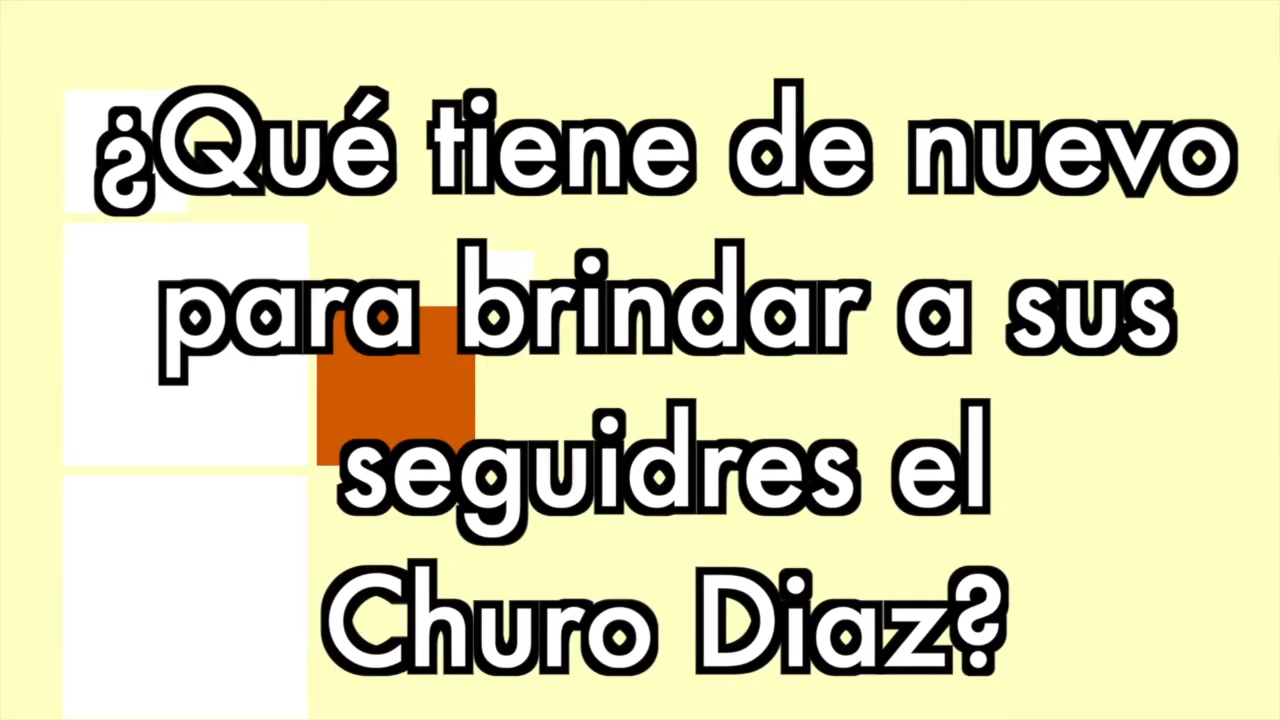 ¿Qué tiene de nuevo
para brindar a sus
seguidres el
Churo Diaz?